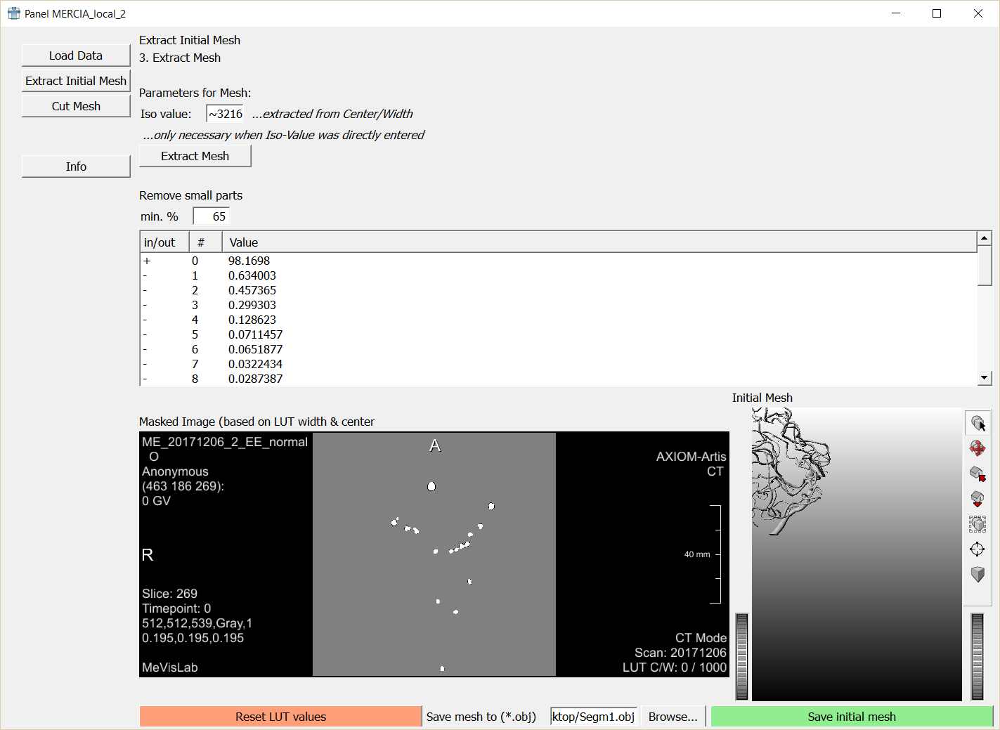 Panel MERCIA_local_2
Load Data
Extract Initial Mesh
Cut Mesh
Info
Extract Initial Mesh
3. Extract Mesh
Parameters for Mesh:
Iso value: ~3216 ...extracted from Center/Width
...only necessary when Iso-Value was directly entered
Extract Mesh
Remove small parts
min. % 65
in/out # Value
+ 0 98.1698
- 1 0.634003
- 2 0.457365
- 3 0.299303
- 4 0.128623
- 5 0.0711457
- 6 0.0651877
- 7 0.0322434
- 8 0.0287387
Masked Image (based on LUT width & center
ME_20171206_2_EE_normal
O
Anonymous
(463 186 269):
0 GV
R
Slice: 269
Timepoint: 0
512,512,539,Gray,1
0.195,0.195,0.195
MeVisLab
A
AXIOM-Artis
CT
40 mm
CT Mode
Scan: 20171206
LUT C/W: 0 / 1000
Initial Mesh
Reset LUT values
Save mesh to (*.obj) ktop/Segm1.obj Browse...
Save initial mesh